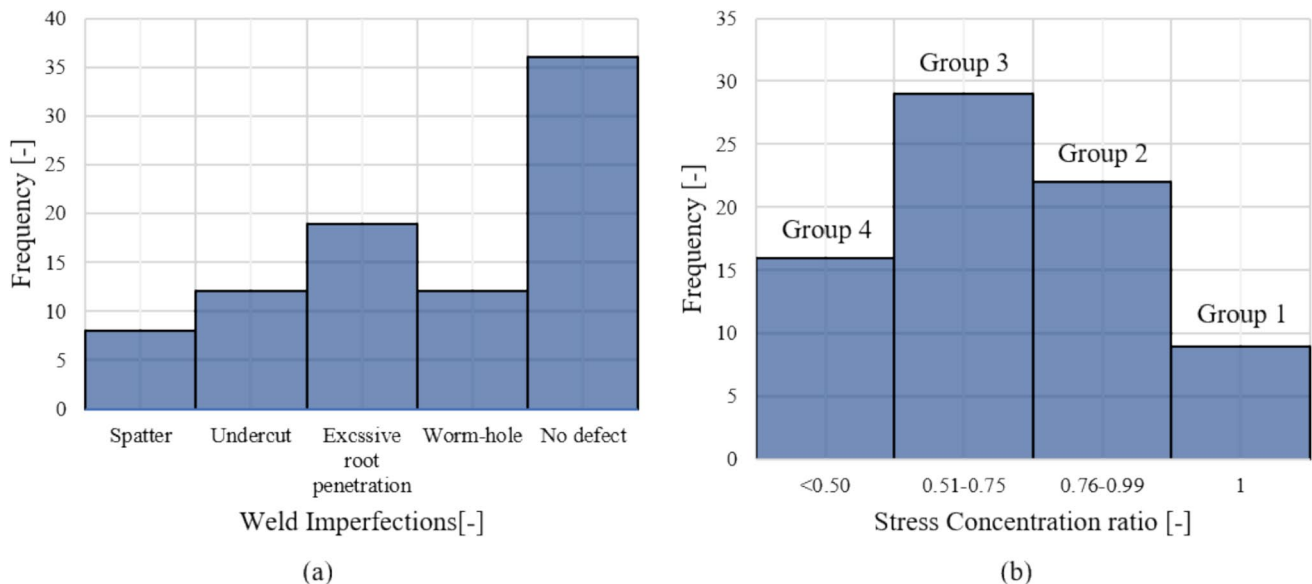 40
35
30
25
20
15
10
5
0
Frequency [-]
Spatter
Undercut
Excssive
root
penetration
Worm-hole
No defect
Weld Imperfections[-]
(a)
35
30
25
20
15
10
5
0
Frequency [-]
Group 4
Group 3
Group 2
Group 1
<0.50
0.51-0.75
0.76-0.99
1
Stress Concentration ratio [-]
(b)